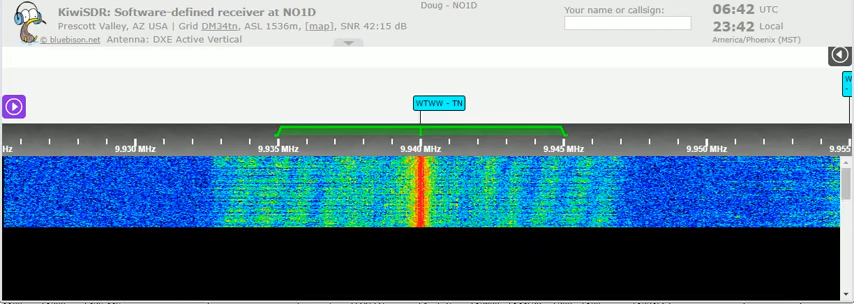 KiwiSDR: Software-defined receiver at NO1D
Prescott Valley, AZ USA | Grid DM34tn, ASL 1536m, [map], SNR 42:15 dB
© bluebison.net Antenna: DXE Active Vertical
Doug - NO1D
Your name or callsign:
06:42 UTC
23:42 Local
America/Phoenix (MST)
WTWW - TN
W
-
Hz 9.930 MHz 9.935 MHz 9.940 MHz 9.945 MHz 9.950 MHz 9.955